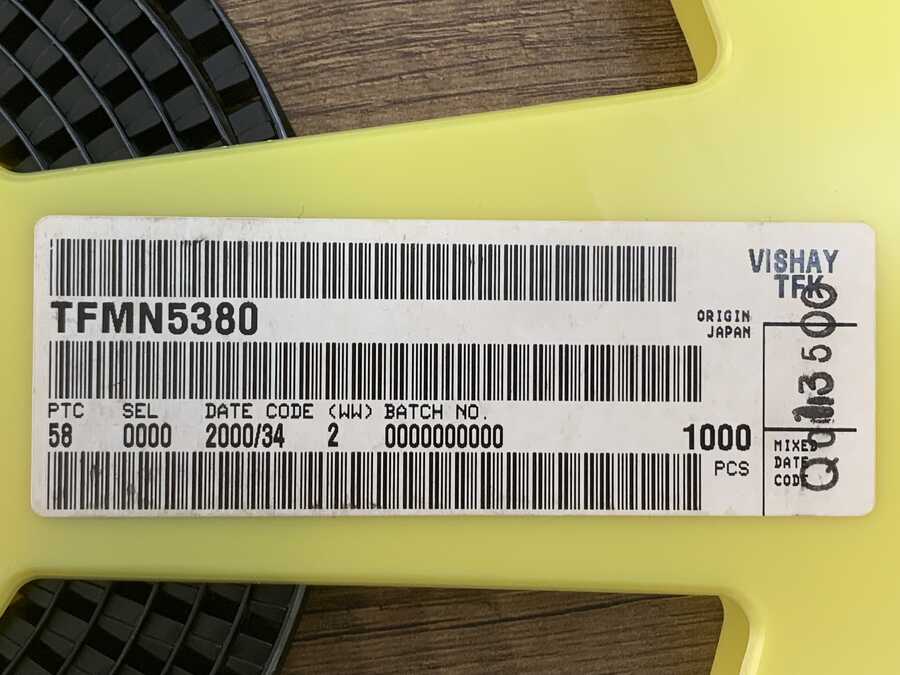 VISHAY
TFK
TFMN5380
ORIGIN
JAPAN
PTC SEL DATE CODE (WW) BATCH NO.
58 0000 2000/34 2 0000000000
1000
PCS
MIXED
DATE
CODE